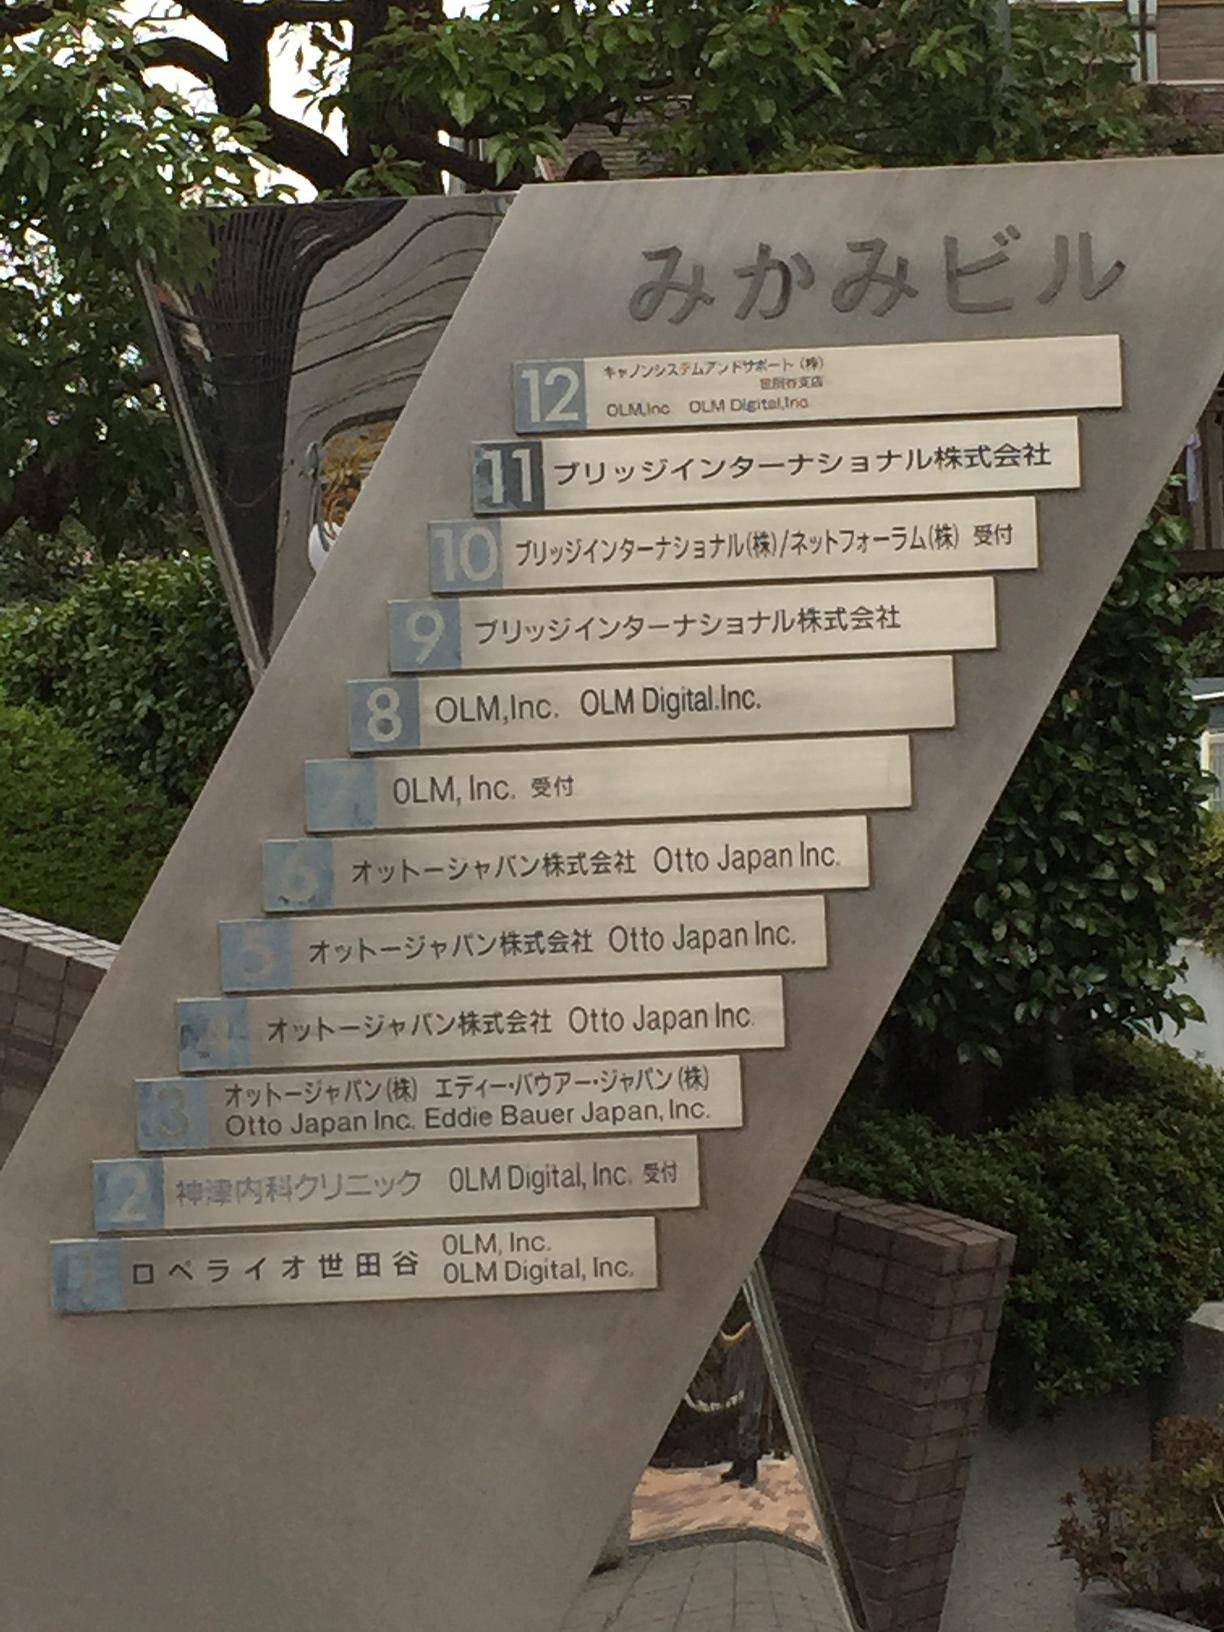 みかみビル
12 キャノンシステムアンドサポート（株）
世田谷支店
OLM,Inc. OLM Digital,Inc.
11 ブリッジインターナショナル株式会社
10 ブリッジインターナショナル(株)/ネットフォーラム(株) 受付
9 ブリッジインターナショナル株式会社
8 OLM,Inc. OLM Digital.Inc.
7 OLM, Inc. 受付
6 オットージャパン株式会社 Otto Japan Inc.
5 オットージャパン株式会社 Otto Japan Inc.
4 オットージャパン株式会社 Otto Japan Inc.
3 オットージャパン(株) エディー・バウアー・ジャパン(株)
Otto Japan Inc. Eddie Bauer Japan, Inc.
2 神津内科クリニック OLM Digital, Inc. 受付
1 ロペライオ世田谷 OLM, Inc.
OLM Digital, Inc.